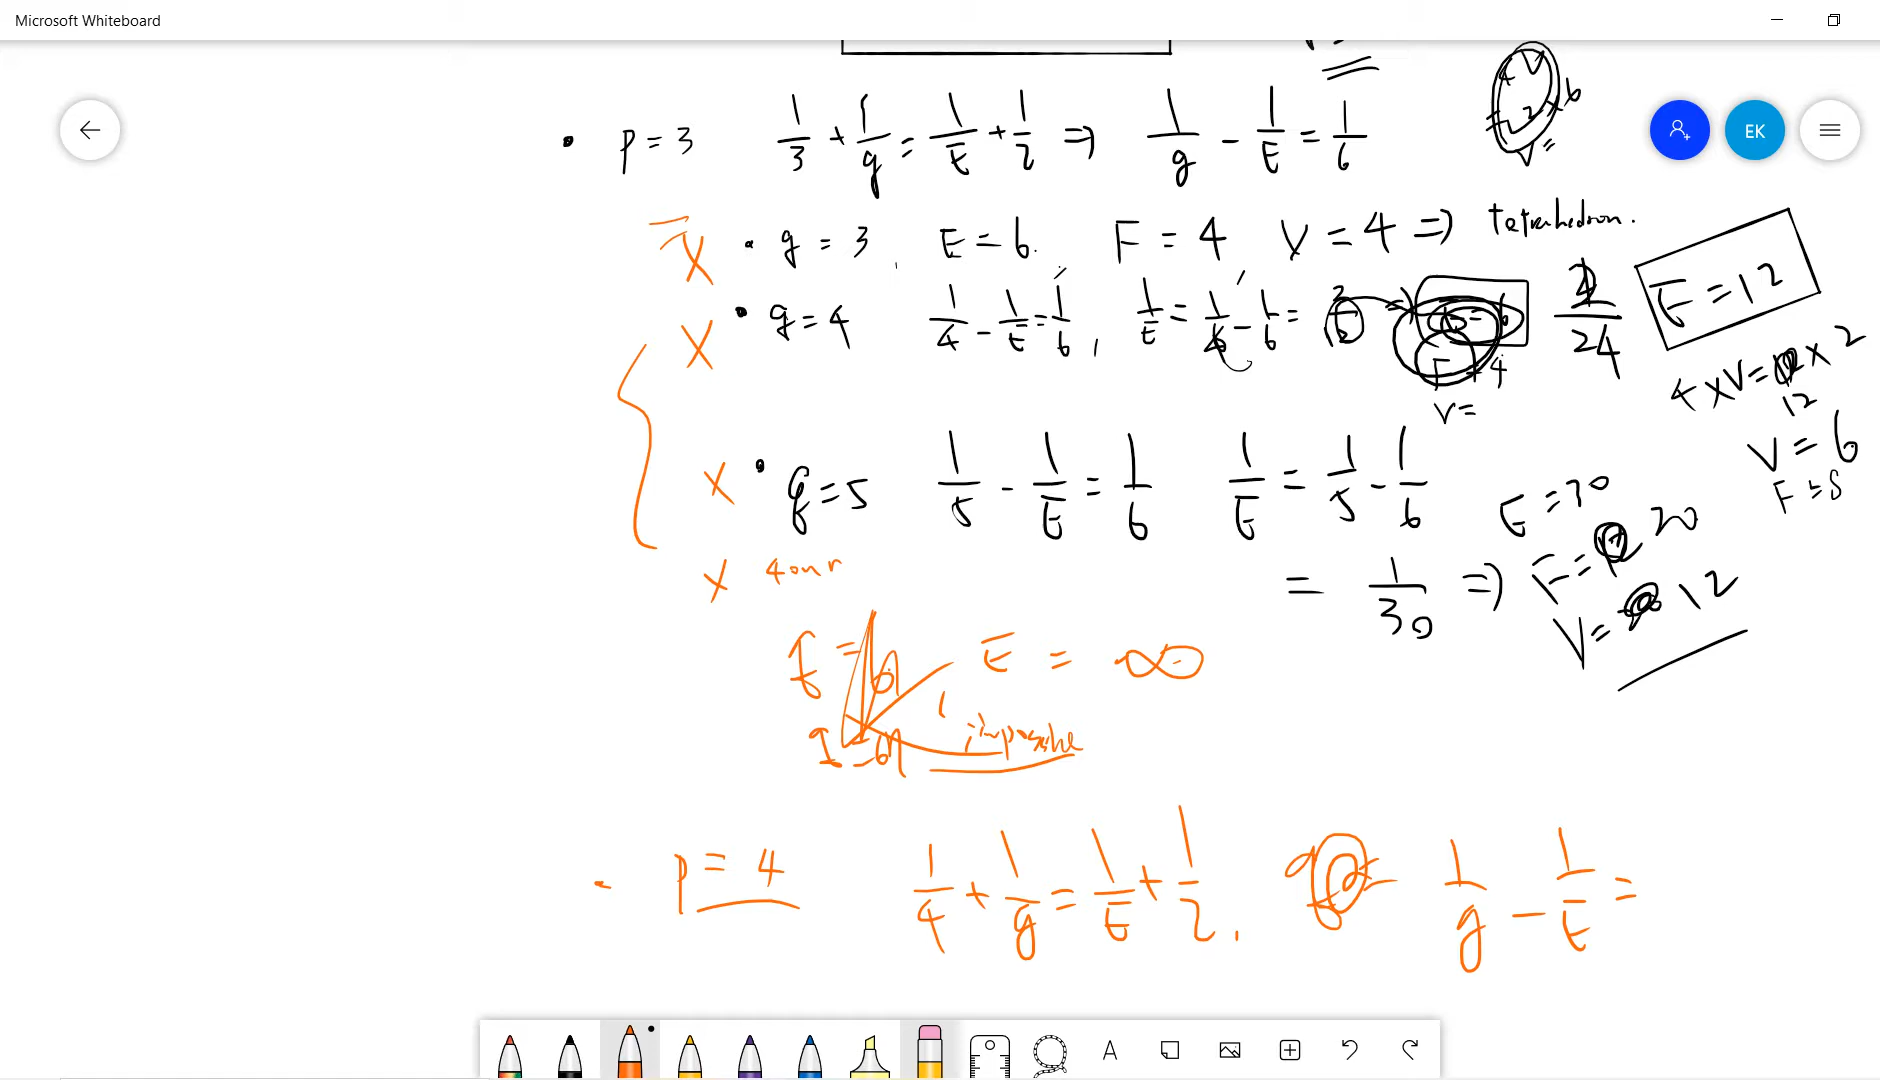 Microsoft Whiteboard
EK
• p = 3 1/3 + 1/q = 1/E + 1/2 ⇒ 1/q − 1/E = 1/6
X • q = 3, E = 6. F = 4 V = 4 ⇒ tetrahedron.
X • q = 4 1/4 − 1/E = 1/6, 1/E = 1/4 − 1/6 =
24
E = 12
F = 4
V =
4 x V = 12 x 2
V = 6
F = 8
X • q = 5 1/5 − 1/E = 1/6 1/E = 1/5 − 1/6
= 1/30 ⇒
E = 30
F = 20
V = 12
X
q = 6 E = ∞
impossible
• p = 4 1/4 + 1/q = 1/E + 1/2, 1/q − 1/E =
A